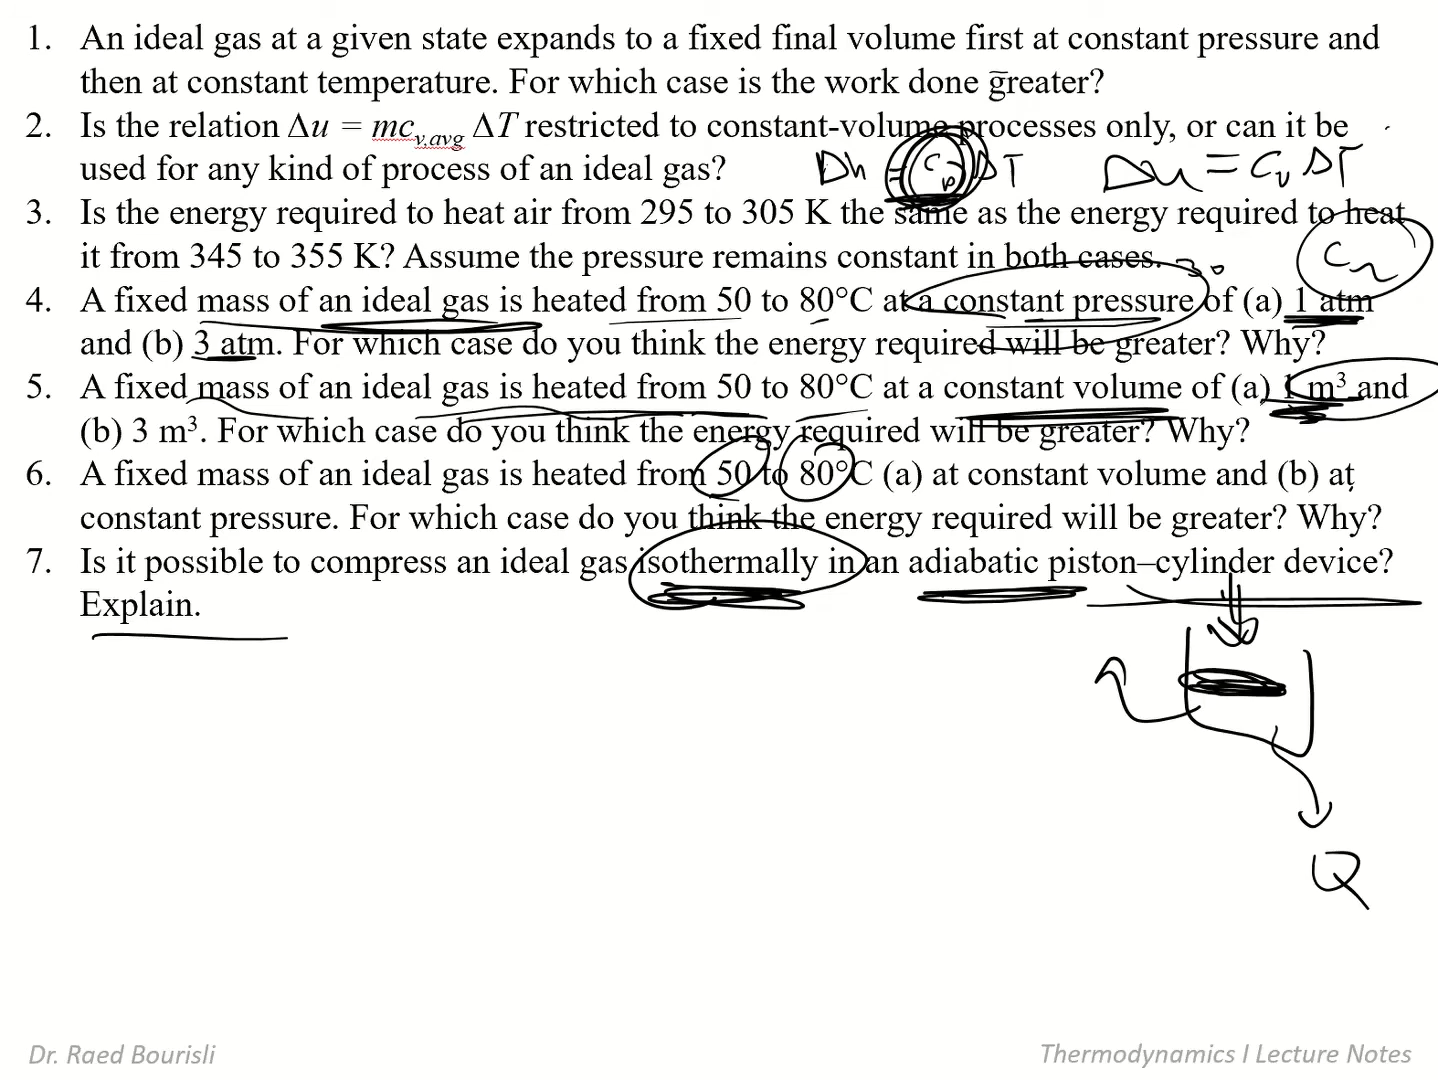 1. An ideal gas at a given state expands to a fixed final volume first at constant pressure and
then at constant temperature. For which case is the work done greater?
2. Is the relation Δu = mcv,avg ΔT restricted to constant-volume processes only, or can it be
used for any kind of process of an ideal gas?
Dh = Cp ΔT Δu = Cv ΔT
3. Is the energy required to heat air from 295 to 305 K the same as the energy required to heat
it from 345 to 355 K? Assume the pressure remains constant in both cases.
30
4. A fixed mass of an ideal gas is heated from 50 to 80°C at a constant pressure of (a) 1 atm
and (b) 3 atm. For which case do you think the energy required will be greater? Why?
5. A fixed mass of an ideal gas is heated from 50 to 80°C at a constant volume of (a) 1 m³ and
(b) 3 m³. For which case do you think the energy required will be greater? Why?
6. A fixed mass of an ideal gas is heated from 50 to 80°C (a) at constant volume and (b) at
constant pressure. For which case do you think the energy required will be greater? Why?
7. Is it possible to compress an ideal gas isothermally in an adiabatic piston–cylinder device?
Explain.
Q
Dr. Raed Bourisli
Thermodynamics I Lecture Notes